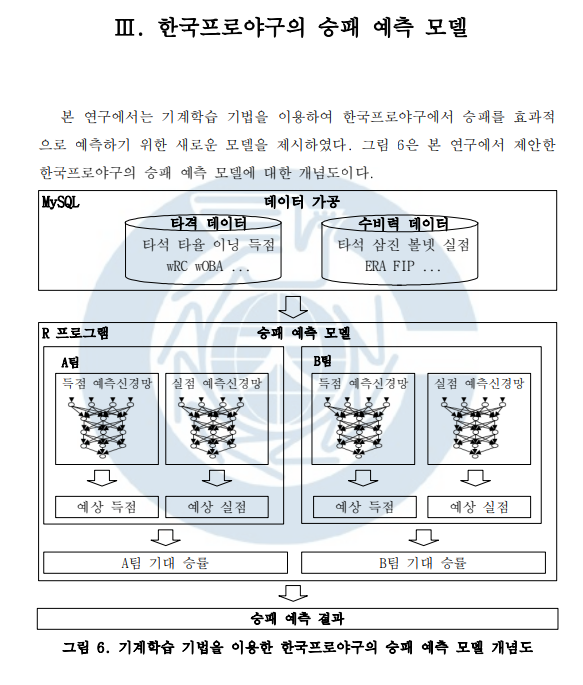 Ⅲ. 한국프로야구의 승패 예측 모델
본 연구에서는 기계학습 기법을 이용하여 한국프로야구에서 승패를 효과적
으로 예측하기 위한 새로운 모델을 제시하였다. 그림 6은 본 연구에서 제안한
한국프로야구의 승패 예측 모델에 대한 개념도이다.
MySQL 데이터 가공
타격 데이터
타석 타율 이닝 득점
wRC wOBA ...
수비력 데이터
타석 삼진 볼넷 실점
ERA FIP ...
R 프로그램 승패 예측 모델
A팀
득점 예측신경망 실점 예측신경망
예상 득점 예상 실점
A팀 기대 승률
B팀
득점 예측신경망 실점 예측신경망
예상 득점 예상 실점
B팀 기대 승률
승패 예측 결과
그림 6. 기계학습 기법을 이용한 한국프로야구의 승패 예측 모델 개념도